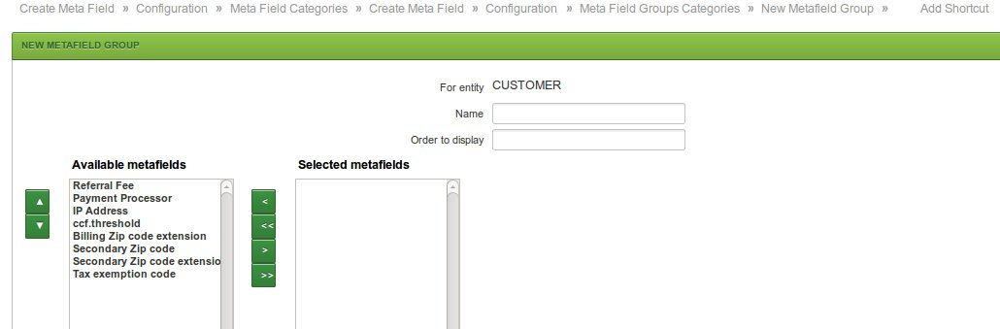 Create Meta Field » Configuration » Meta Field Categories » Create Meta Field » Configuration » Meta Field Groups Categories » New Metafield Group » Add Shortcut
NEW METAFIELD GROUP
For entity CUSTOMER
Name
Order to display
Available metafields Selected metafields
Referral Fee
Payment Processor
IP Address
ccf.threshold
Billing Zip code extension
Secondary Zip code
Secondary Zip code extensio
Tax exemption code
▲
▼
<
<<
>
>>